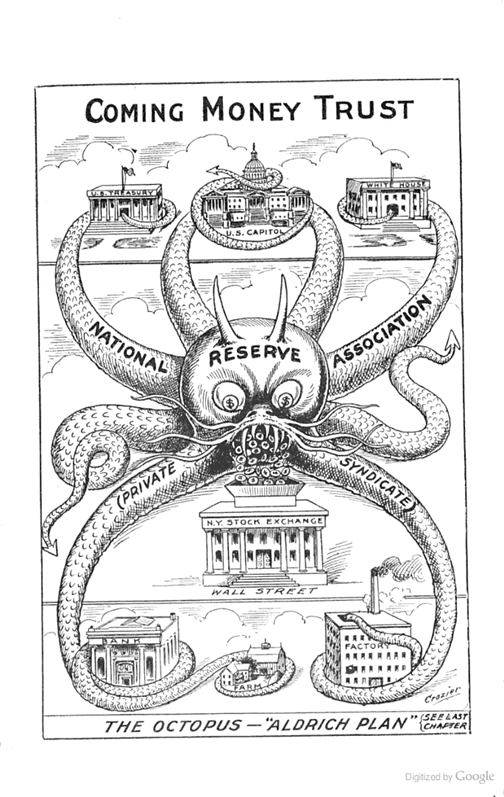 COMING MONEY TRUST
U.S. TREASURY
U.S. CAPITOL
WHITE HOUSE
NATIONAL RESERVE ASSOCIATION
(PRIVATE SYNDICATE)
$ $
N.Y. STOCK EXCHANGE
WALL STREET
BANK
FARM
FACTORY
Crozier
THE OCTOPUS — "ALDRICH PLAN" (SEE LAST CHAPTER)
Digitized by Google